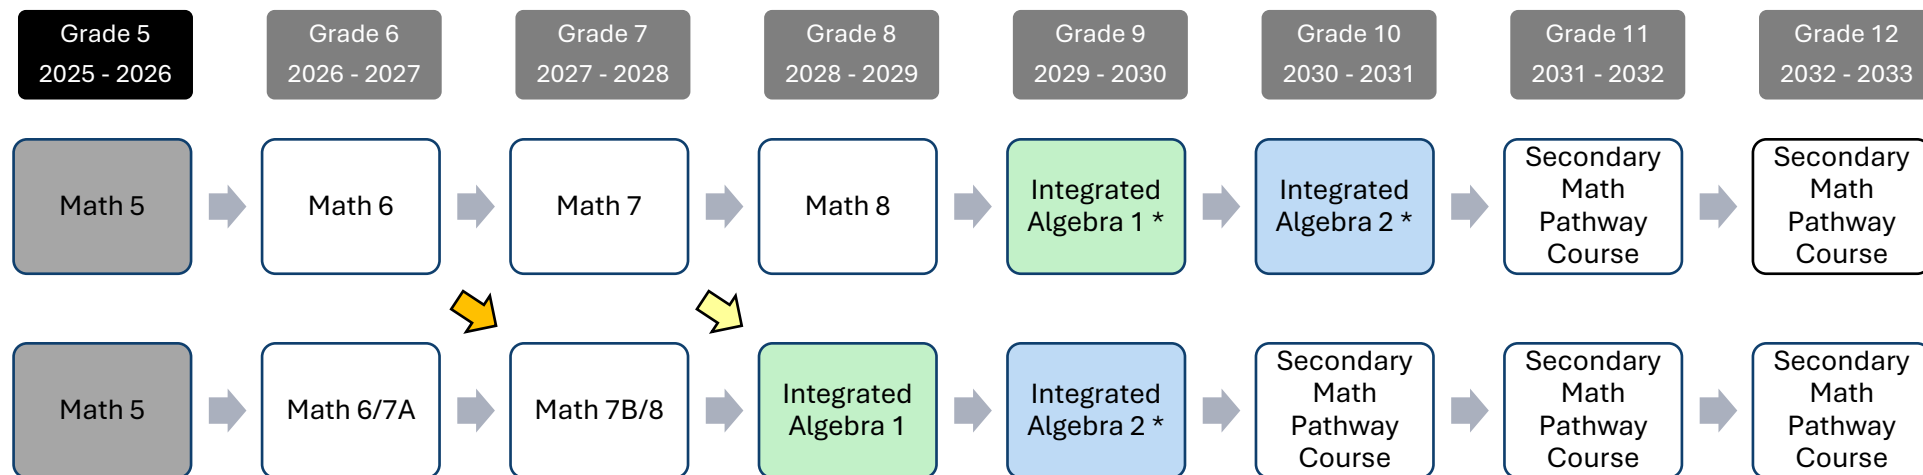 Grade 5
2025 - 2026
Grade 6
2026 - 2027
Grade 7
2027 - 2028
Grade 8
2028 - 2029
Grade 9
2029 - 2030
Grade 10
2030 - 2031
Grade 11
2031 - 2032
Grade 12
2032 - 2033
Math 5
Math 6
Math 7
Math 8
Integrated
Algebra 1 *
Integrated
Algebra 2 *
Secondary
Math
Pathway
Course
Secondary
Math
Pathway
Course
Math 5
Math 6/7A
Math 7B/8
Integrated
Algebra 1
Integrated
Algebra 2 *
Secondary
Math
Pathway
Course
Secondary
Math
Pathway
Course
Secondary
Math
Pathway
Course